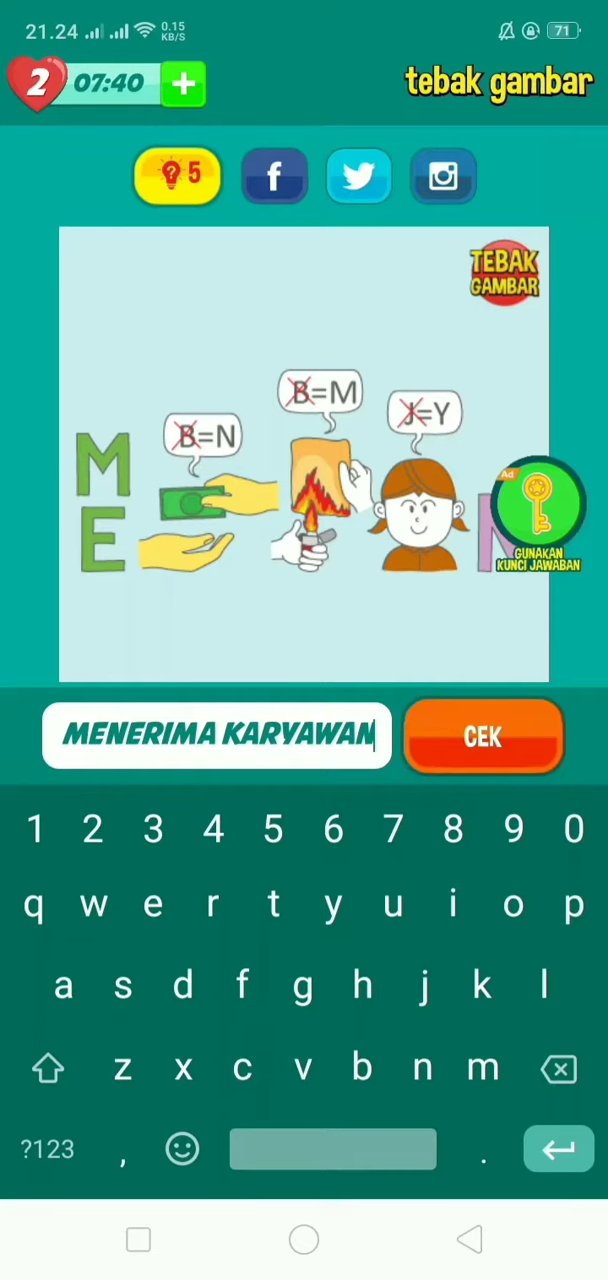 21.24
0.15
KB/S
71
2
07:40
+
tebak gambar
? 5
f
TEBAK
GAMBAR
B=M
B=N
J=Y
M
E
Ad
GUNAKAN
KUNCI JAWABAN
MENERIMA KARYAWAN
CEK
1 2 3 4 5 6 7 8 9 0
q w e r t y u i o p
a s d f g h j k l
z x c v b n m
?123 , .